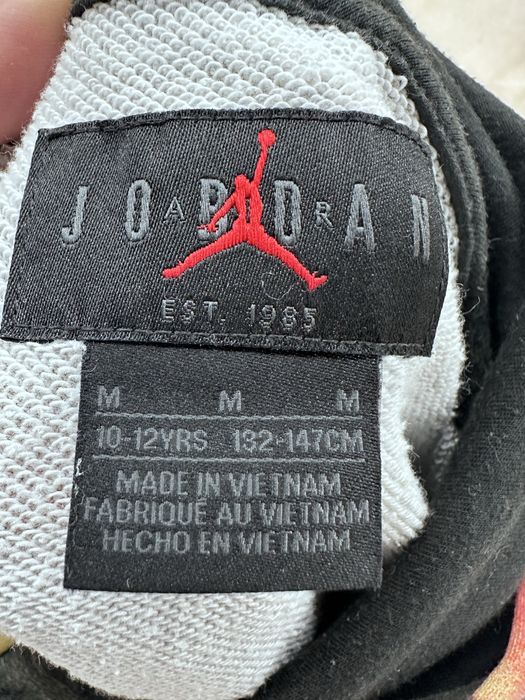 JORDAN
AIR
EST. 1985
M M M
10-12YRS 132-147CM
MADE IN VIETNAM
FABRIQUÉ AU VIETNAM
HECHO EN VIETNAM